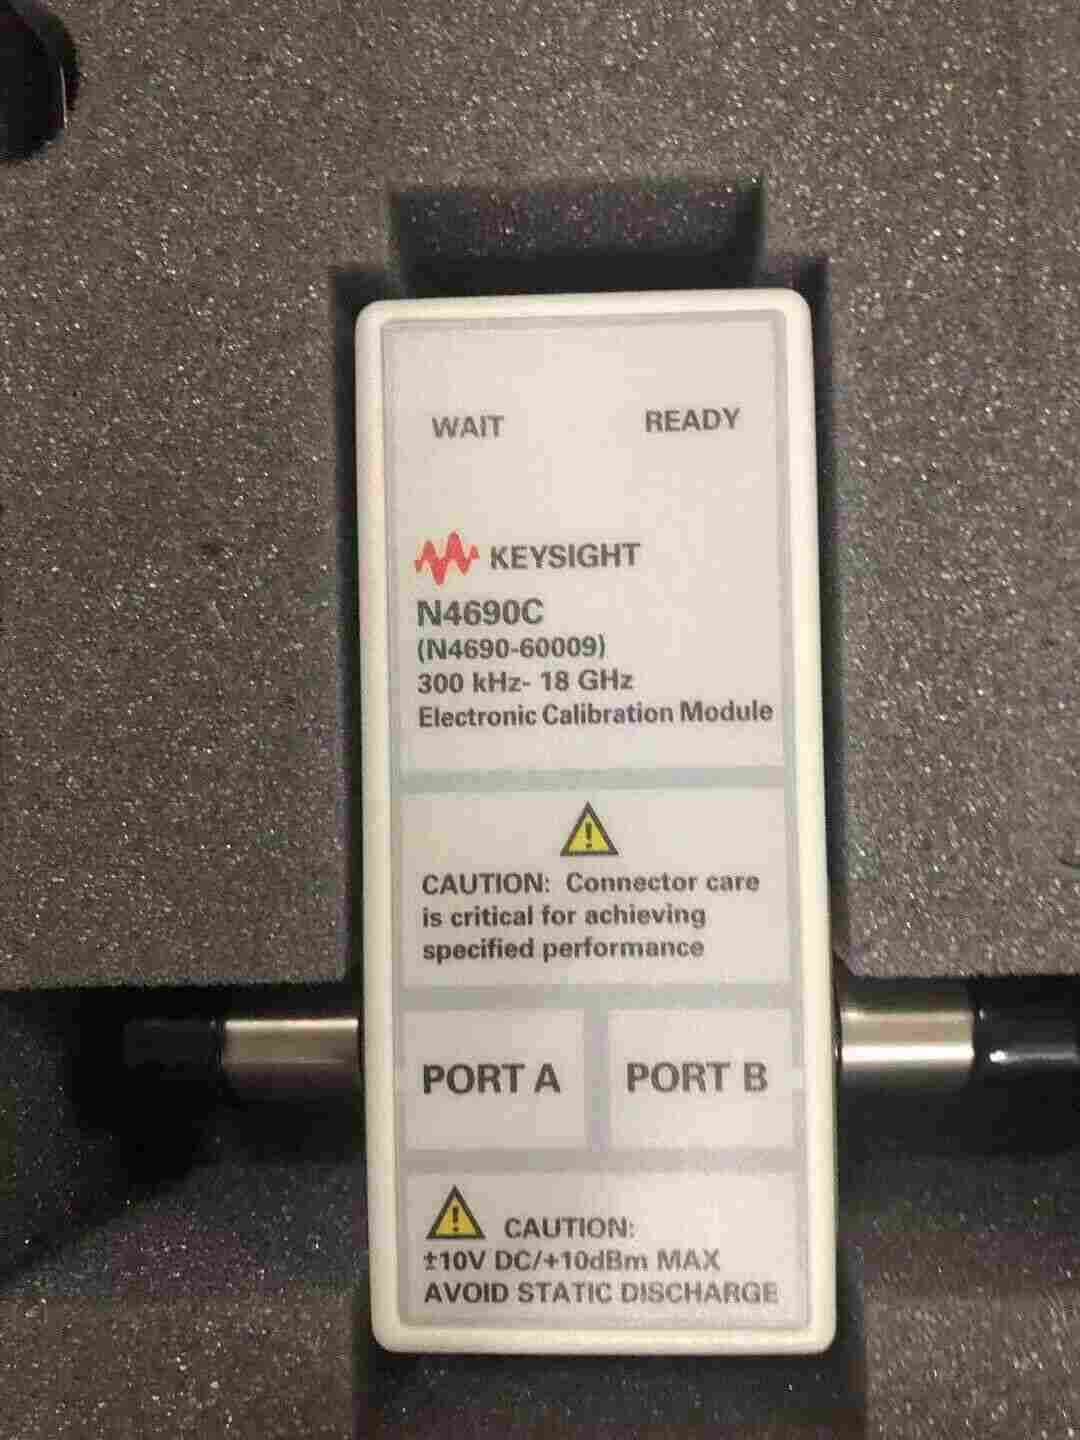 WAIT READY
KEYSIGHT
N4690C
(N4690-60009)
300 kHz- 18 GHz
Electronic Calibration Module
CAUTION: Connector care
is critical for achieving
specified performance
PORT A PORT B
CAUTION:
±10V DC/+10dBm MAX
AVOID STATIC DISCHARGE